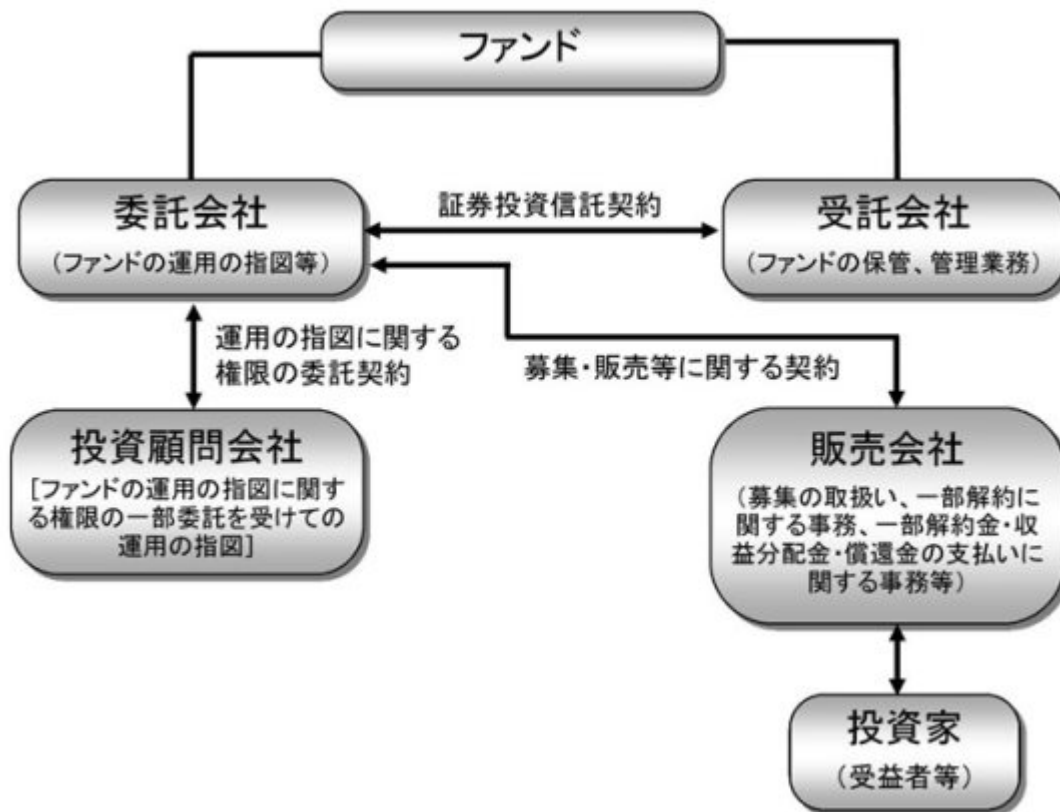 ファンド
委託会社
（ファンドの運用の指図等）
証券投資信託契約
受託会社
（ファンドの保管、管理業務）
運用の指図に関する
権限の委託契約
募集・販売等に関する契約
投資顧問会社
[ファンドの運用の指図に関す
る権限の一部委託を受けての
運用の指図]
販売会社
（募集の取扱い、一部解約に
関する事務、一部解約金・収
益分配金・償還金の支払いに
関する事務等）
投資家
（受益者等）